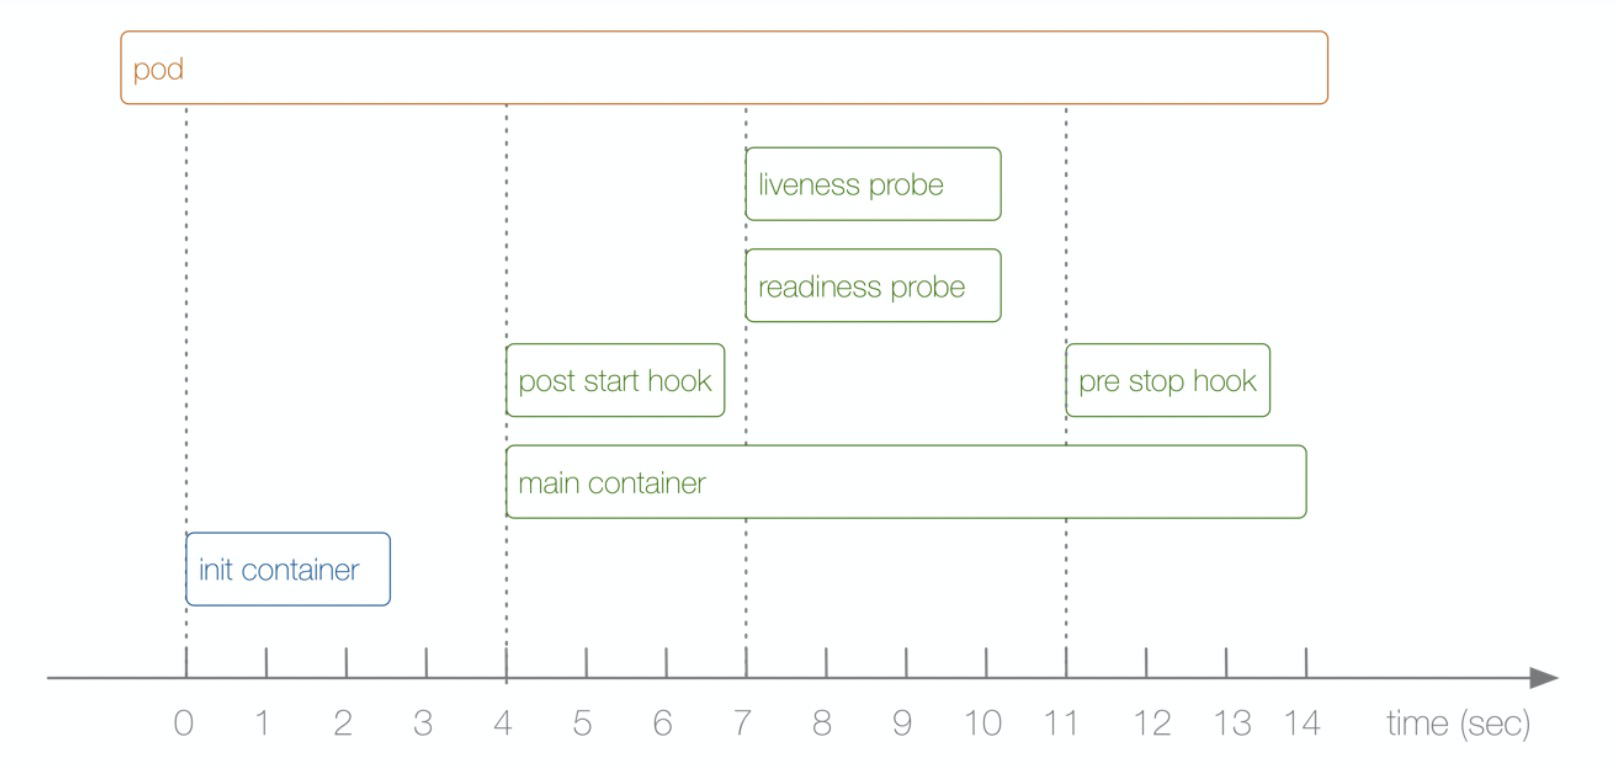 pod
liveness probe
readiness probe
post start hook
pre stop hook
main container
init container
0 1 2 3 4 5 6 7 8 9 10 11 12 13 14 time (sec)